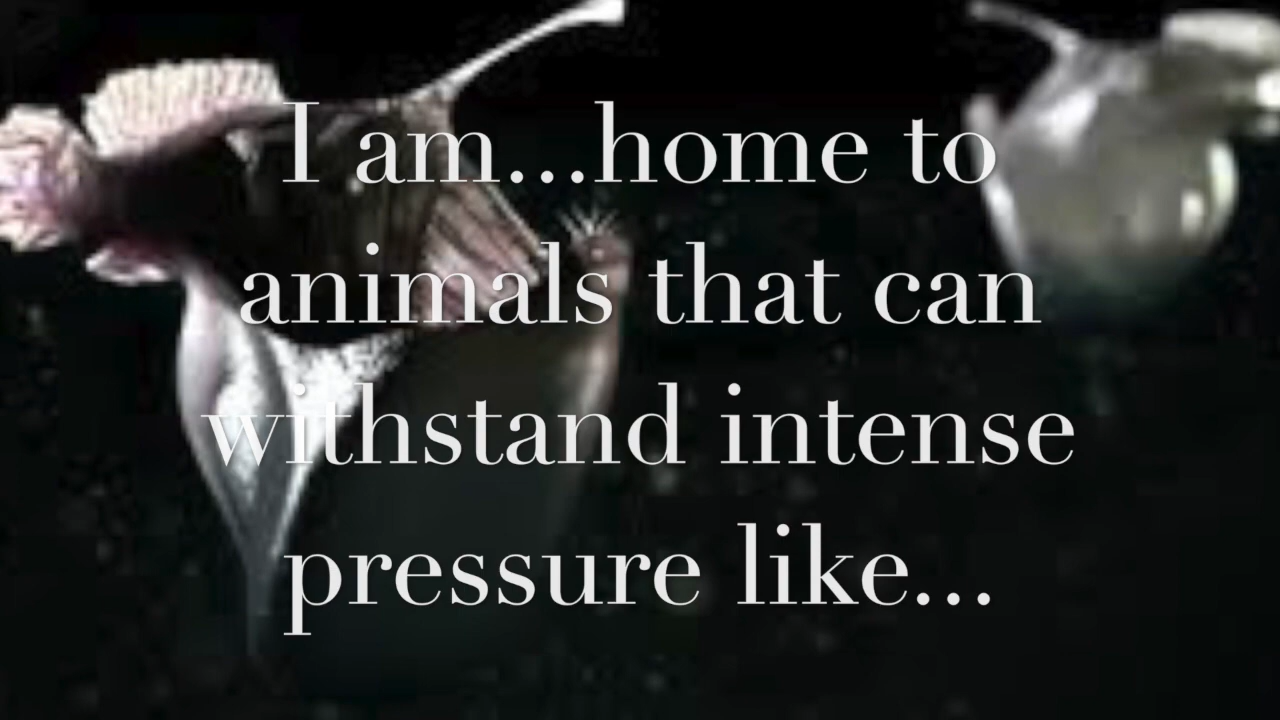 I am...home to
animals that can
withstand intense
pressure like...